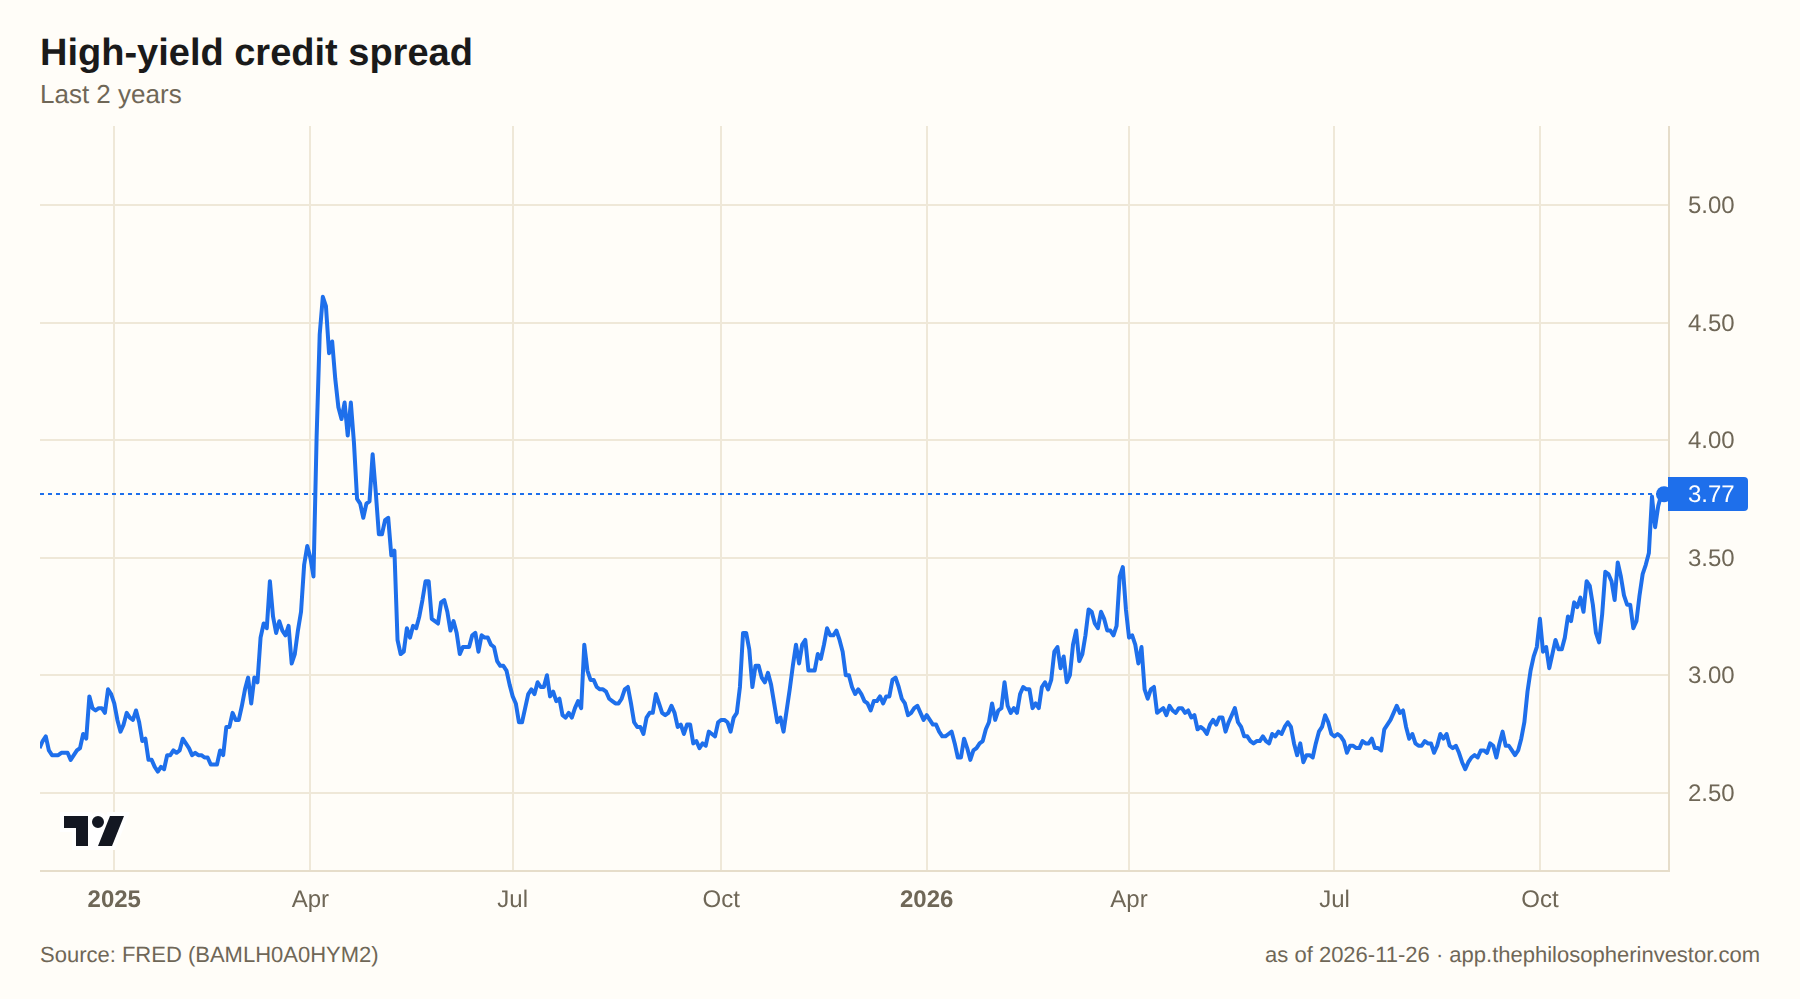 High-yield credit spread
Last 2 years
5.00
4.50
4.00
3.77
3.50
3.00
2.50
2025 Apr Jul Oct 2026 Apr Jul Oct
Source: FRED (BAMLH0A0HYM2)
as of 2026-11-26 · app.thephilosopherinvestor.com